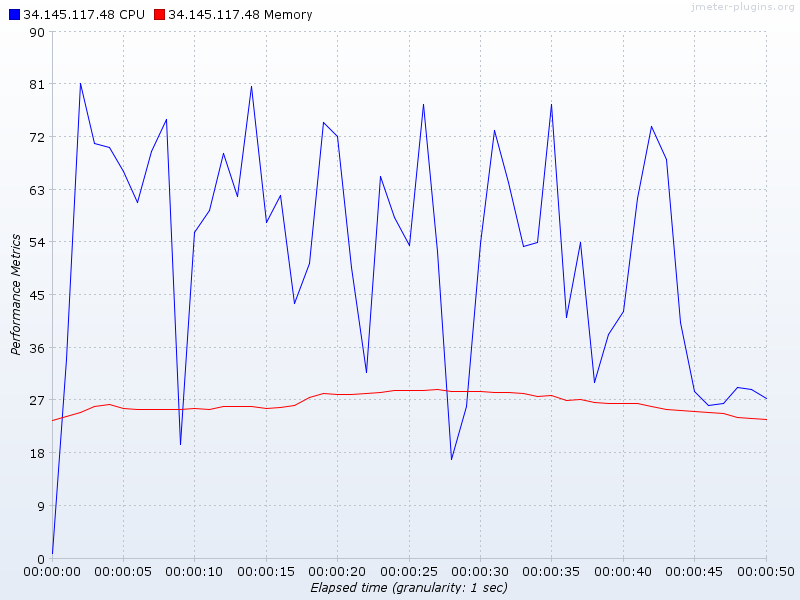 34.145.117.48 CPU 34.145.117.48 Memory
jmeter-plugins.org
90
81
72
63
54
45
36
27
18
9
0
Performance Metrics
00:00:00 00:00:05 00:00:10 00:00:15 00:00:20 00:00:25 00:00:30 00:00:35 00:00:40 00:00:45 00:00:50
Elapsed time (granularity: 1 sec)